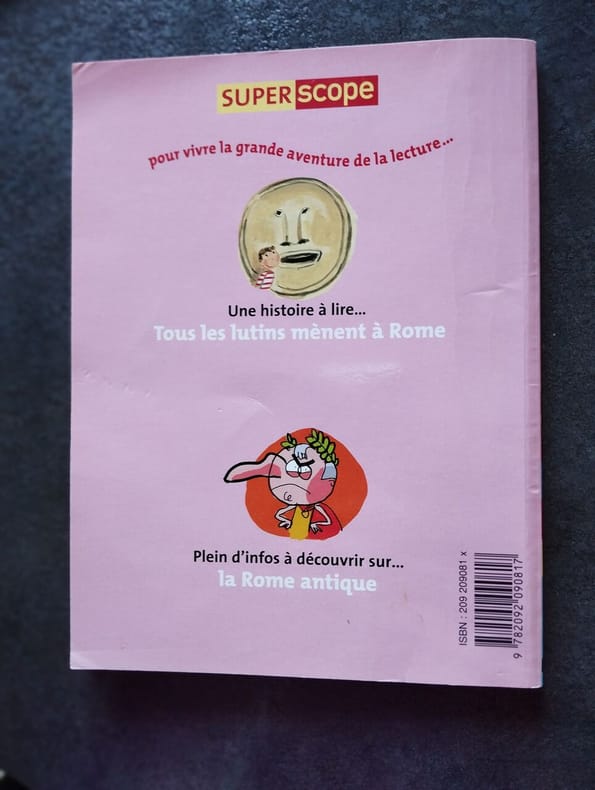 SUPERscope
pour vivre la grande aventure de la lecture...
Une histoire à lire...
Tous les lutins mènent à Rome
Plein d'infos à découvrir sur...
la Rome antique
ISBN : 209 209081 x
9 782092 090817